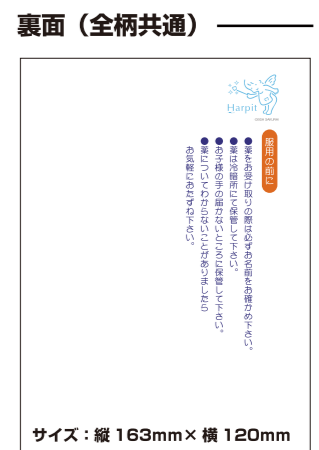 裏面（全柄共通）
Harpit
服用の前に
●薬をお受け取りの際は必ずお名前をお確かめ下さい。
●薬は冷暗所にて保管して下さい。
●お子様の手の届かないところに保管して下さい。
●薬についてわからないことがありましたら
お気軽におたずね下さい。
サイズ：縦 163mm× 横 120mm